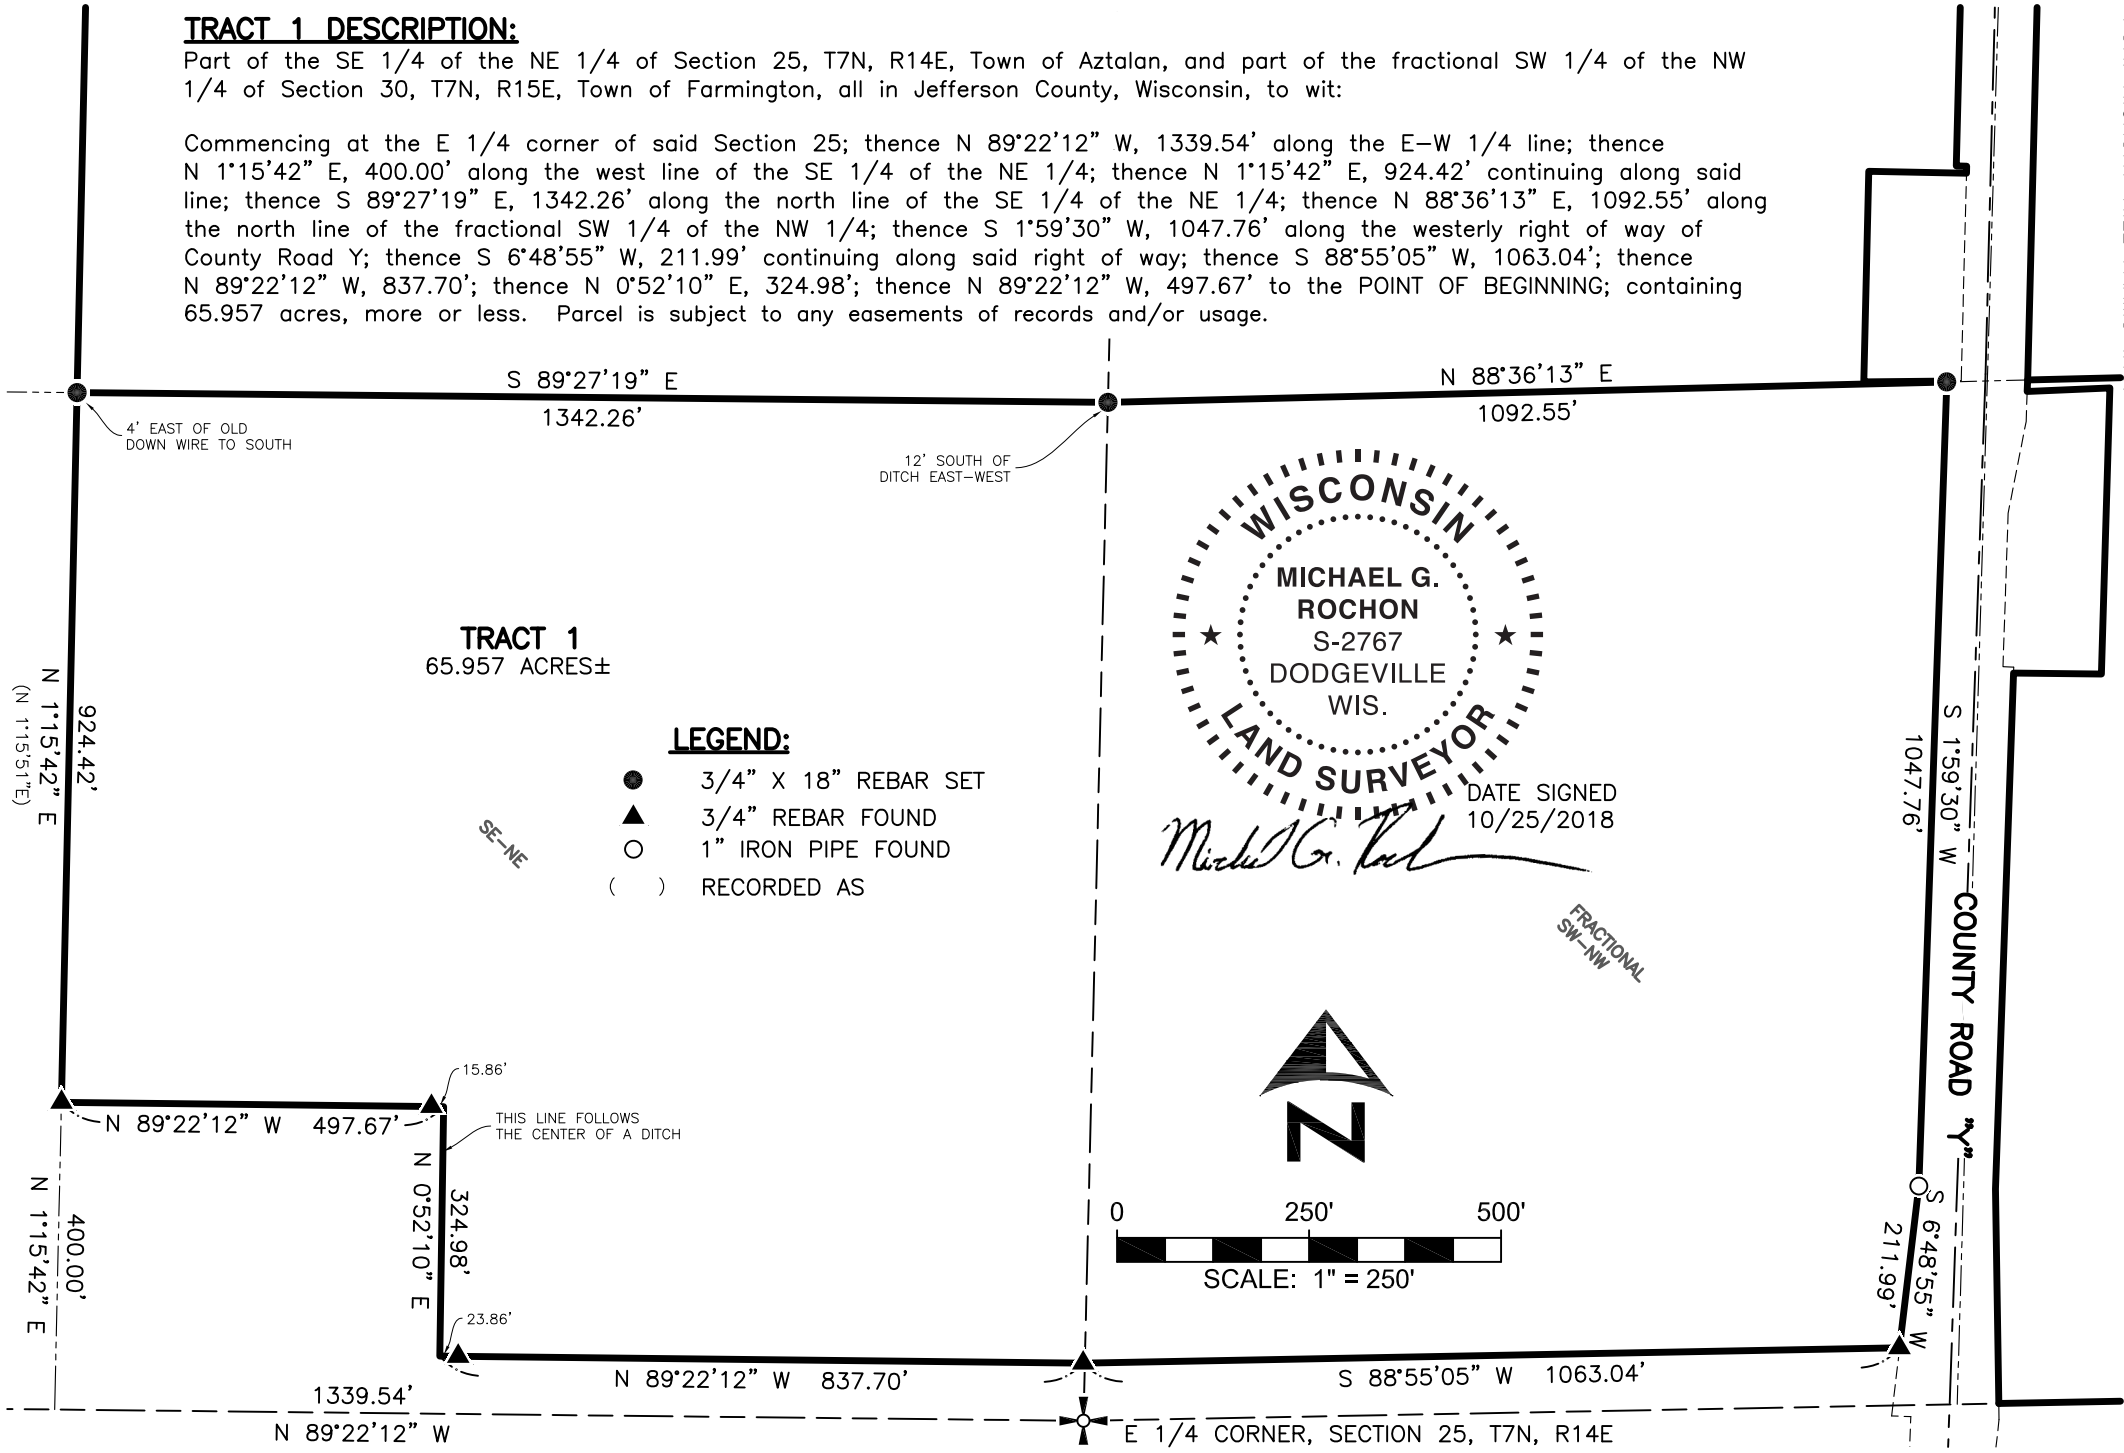 TRACT 1 DESCRIPTION:
Part of the SE 1/4 of the NE 1/4 of Section 25, T7N, R14E, Town of Aztalan, and part of the fractional SW 1/4 of the NW
1/4 of Section 30, T7N, R15E, Town of Farmington, all in Jefferson County, Wisconsin, to wit:
Commencing at the E 1/4 corner of said Section 25; thence N 89°22'12" W, 1339.54' along the E-W 1/4 line; thence
N 1°15'42" E, 400.00' along the west line of the SE 1/4 of the NE 1/4; thence N 1°15'42" E, 924.42' continuing along said
line; thence S 89°27'19" E, 1342.26' along the north line of the SE 1/4 of the NE 1/4; thence N 88°36'13" E, 1092.55' along
the north line of the fractional SW 1/4 of the NW 1/4; thence S 1°59'30" W, 1047.76' along the westerly right of way of
County Road Y; thence S 6°48'55" W, 211.99' continuing along said right of way; thence S 88°55'05" W, 1063.04'; thence
N 89°22'12" W, 837.70'; thence N 0°52'10" E, 324.98'; thence N 89°22'12" W, 497.67' to the POINT OF BEGINNING; containing
65.957 acres, more or less. Parcel is subject to any easements of records and/or usage.
S 89°27'19" E
1342.26'
N 88°36'13" E
1092.55'
4' EAST OF OLD
DOWN WIRE TO SOUTH
12' SOUTH OF
DITCH EAST-WEST
WISCONSIN
MICHAEL G.
ROCHON
S-2767
DODGEVILLE
WIS.
LAND SURVEYOR
DATE SIGNED
10/25/2018
Michael G. Roch
TRACT 1
65.957 ACRES±
924.42'
N 1°15'42" E
(N 1°15'51"E)
LEGEND:
3/4" X 18" REBAR SET
3/4" REBAR FOUND
1" IRON PIPE FOUND
( ) RECORDED AS
SE-NE
FRACTIONAL
SW-NW
S 1°59'30" W
1047.76'
COUNTY ROAD "Y"
15.86'
N 89°22'12" W 497.67'
THIS LINE FOLLOWS
THE CENTER OF A DITCH
324.98'
N 0°52'10" E
400.00'
N 1°15'42" E
N
0 250' 500'
SCALE: 1" = 250'
S 6°48'55" W
211.99'
23.86'
N 89°22'12" W 837.70'
S 88°55'05" W 1063.04'
1339.54'
N 89°22'12" W
E 1/4 CORNER, SECTION 25, T7N, R14E